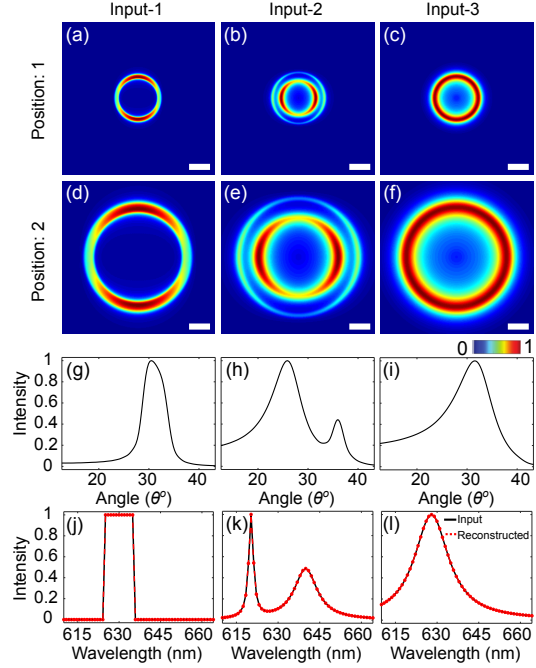 Input-1 Input-2 Input-3
Position: 1
(a) (b) (c)
Position: 2
(d) (e) (f)
0 1
Intensity
1
0.8
0.6
0.4
0.2
0
(g) (h) (i)
20 30 40 20 30 40 20 30 40
Angle (θ°) Angle (θ°) Angle (θ°)
Intensity
1
0.8
0.6
0.4
0.2
0
(j) (k) (l)
Input
Reconstructed
615 630 645 660 615 630 645 660 615 630 645 660
Wavelength (nm) Wavelength (nm) Wavelength (nm)